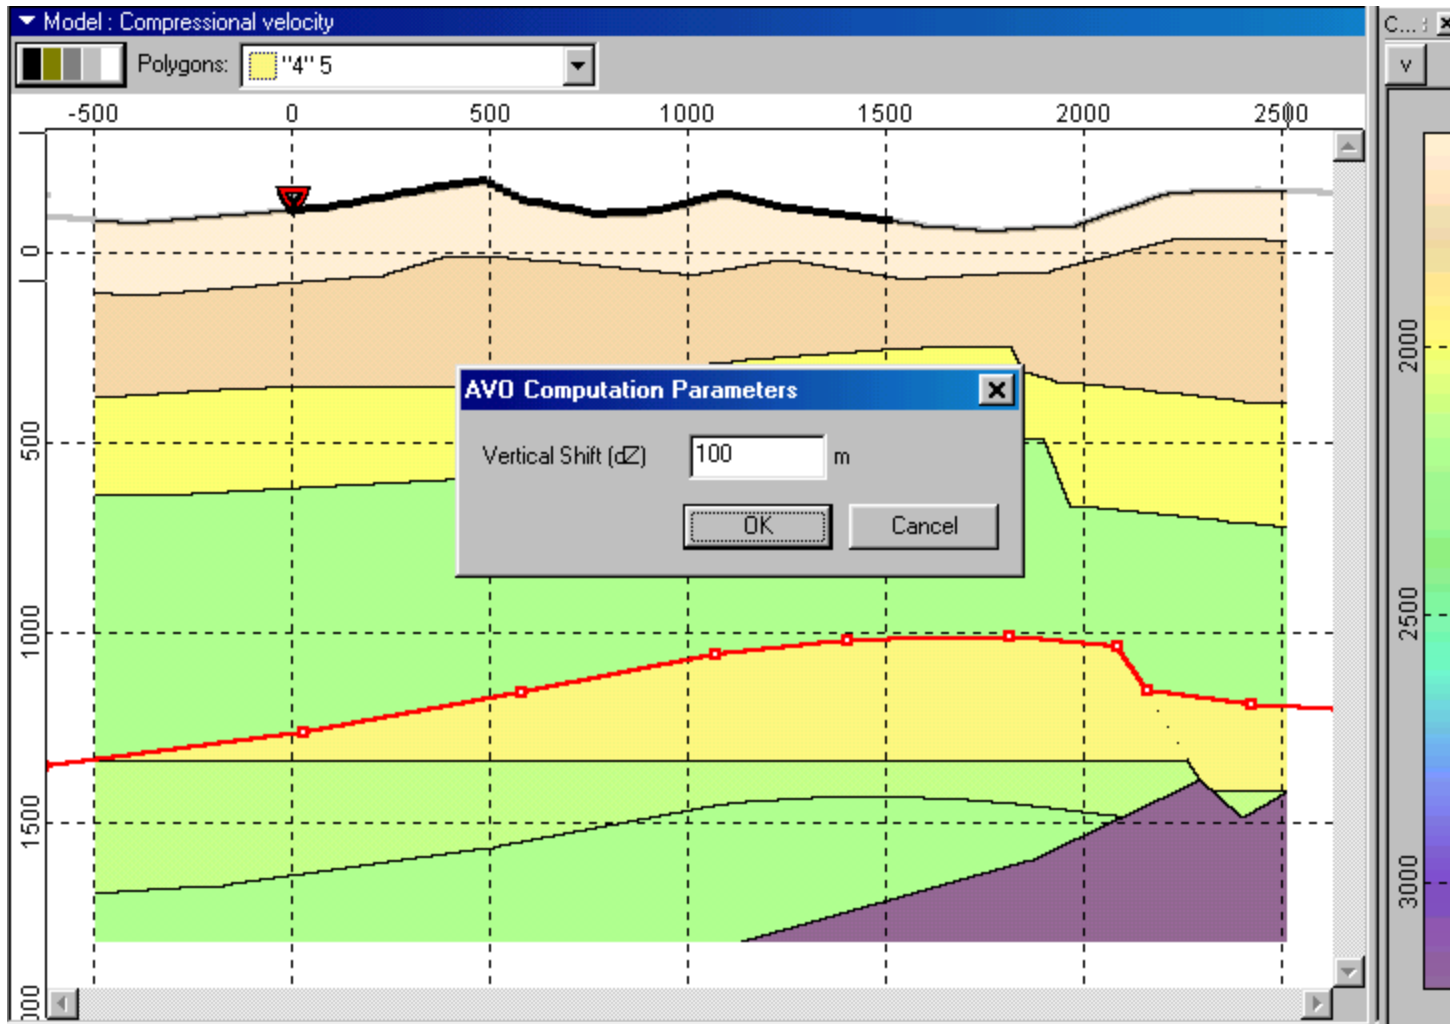 Model : Compressional velocity
C... :
Polygons: "4" 5
v
-500 0 500 1000 1500 2000 2500
0
500
1000
1500
000
AVO Computation Parameters
Vertical Shift (dZ) 100 m
OK Cancel
2000
2500
3000